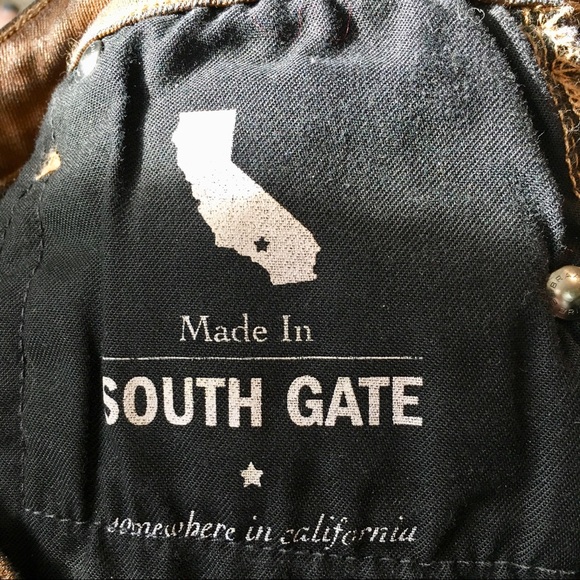 Made In
SOUTH GATE
somewhere in california